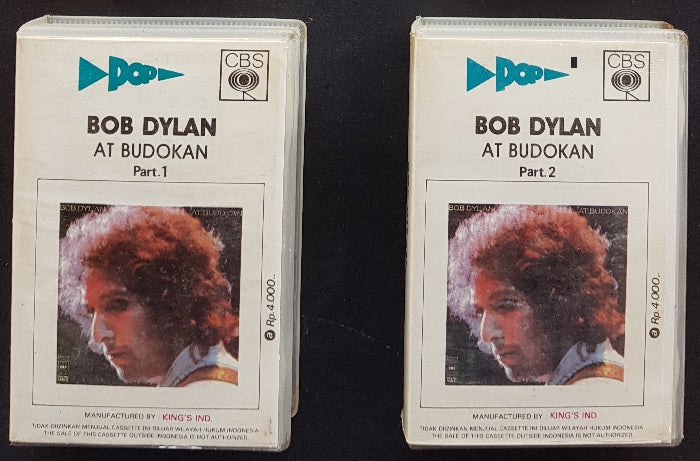 POP
CBS
BOB DYLAN
AT BUDOKAN
Part.1
BOB DYLAN
AT BUDOKAN
@ Rp.4.000..
MANUFACTURED BY : KING'S IND.
TIDAK DIIZINKAN MENJUAL CASSETTE INI DILUAR WILAYAH HUKUM INDONESIA
THE SALE OF THIS CASSETTE OUTSIDE INDONESIA IS NOT AUTHORIZED.
POP
CBS
BOB DYLAN
AT BUDOKAN
Part.2
BOB DYLAN
AT BUDOKAN
@ Rp.4.000..
MANUFACTURED BY : KING'S IND.
TIDAK DIIZINKAN MENJUAL CASSETTE INI DILUAR WILAYAH HUKUM INDONESIA
THE SALE OF THIS CASSETTE OUTSIDE INDONESIA IS NOT AUTHORIZED.